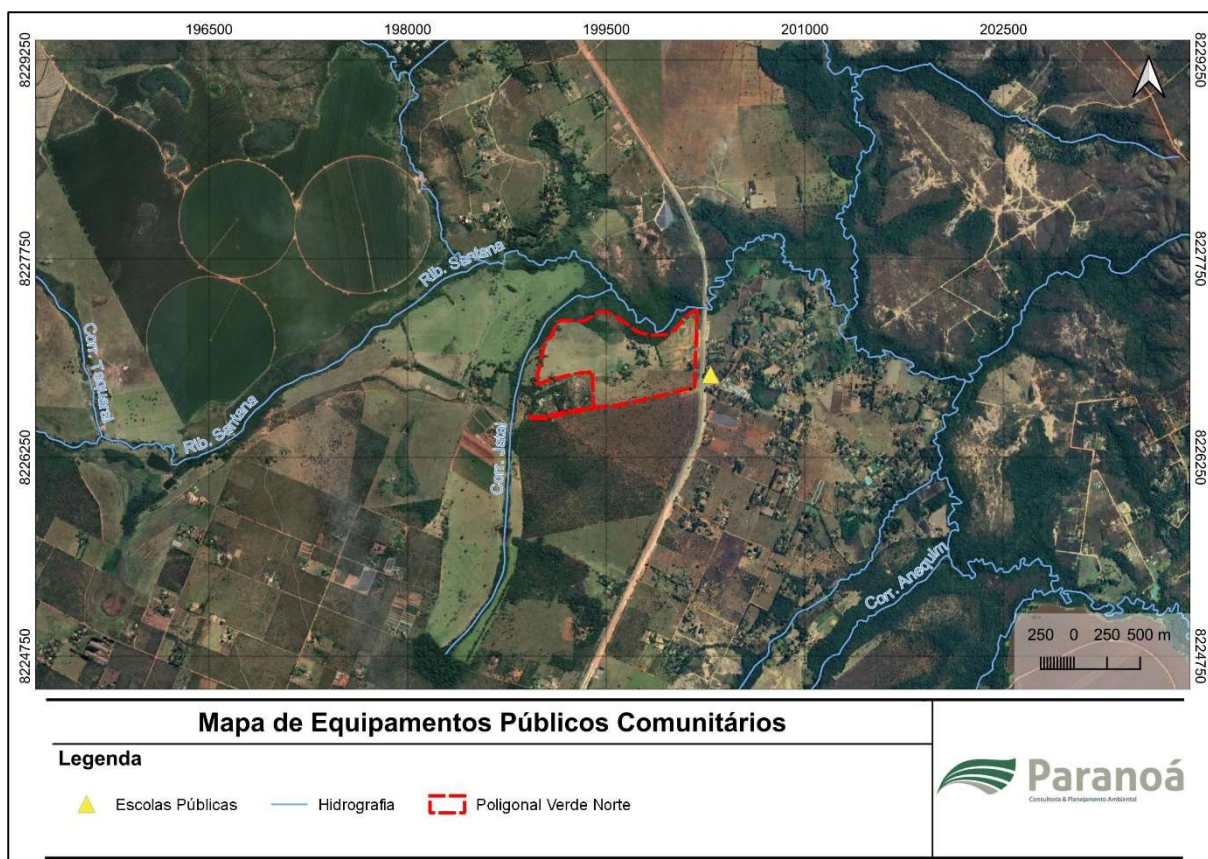 196500 198000 199500 201000 202500
8229250 8229250
8227750 8227750
Rib. Santana
Corr. Taquaral
Rib. Santana
Corr. Jataí
8226250 8226250
Corr. Anequim
250 0 250 500 m
8224750 8224750
Mapa de Equipamentos Públicos Comunitários
Legenda
Escolas Públicas Hidrografia Poligonal Verde Norte
Paranoá
Consultoria & Planejamento Ambiental